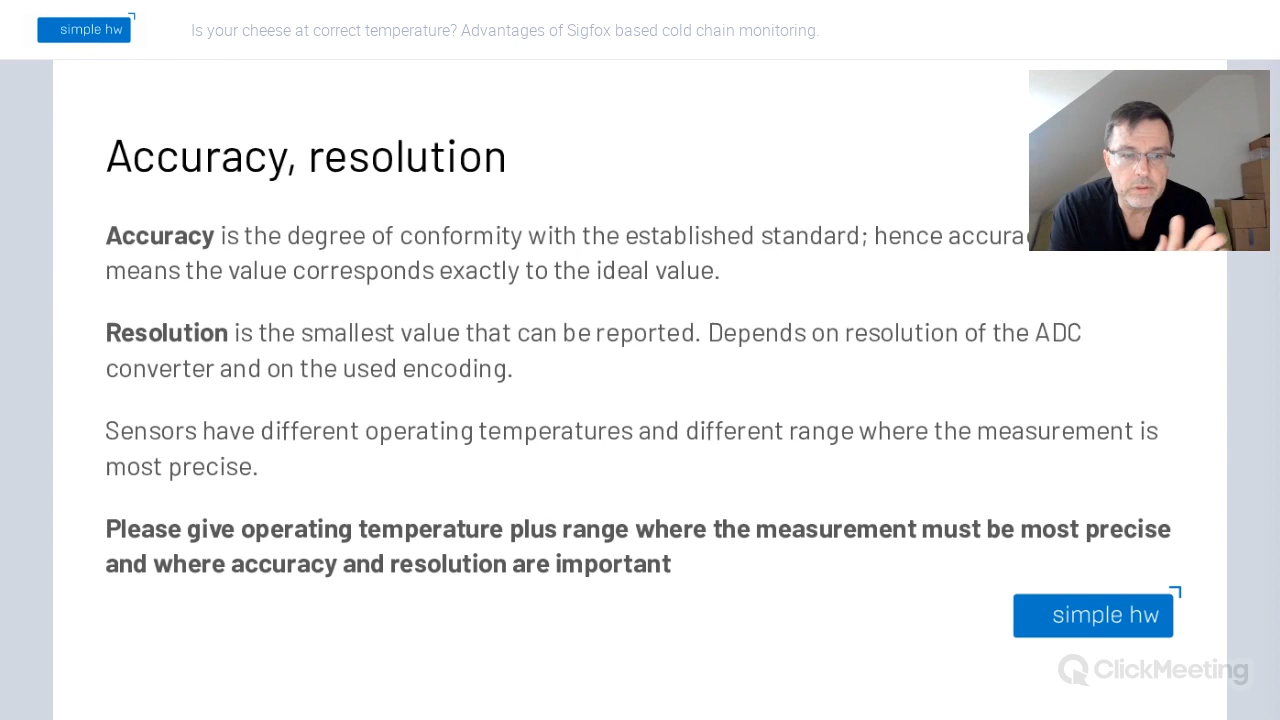 simple hw
Is your cheese at correct temperature? Advantages of Sigfox based cold chain monitoring.
Accuracy, resolution
Accuracy is the degree of conformity with the established standard; hence
means the value corresponds exactly to the ideal value.
Resolution is the smallest value that can be reported. Depends on resolution of the ADC
converter and on the used encoding.
Sensors have different operating temperatures and different range where the measurement is
most precise.
Please give operating temperature plus range where the measurement must be most precise
and where accuracy and resolution are important
simple hw
ClickMeeting